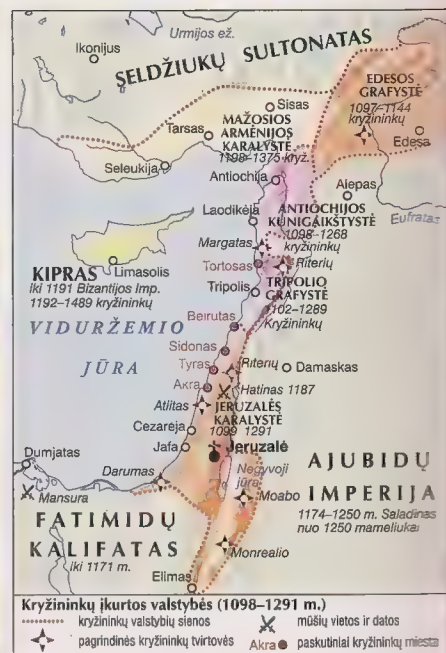 Urmijos ež.
Ikonijus
SELDŽIUKŲ SULTONATAS
EDESOS
GRAFYSTĖ
1097–1144
kryžininkų
Edesa
Sisas
Tarsas
MAŽOSIOS
ARMĖNIJOS
KARALYSTĖ
1198–1375 kryž.
Seleukija
Antiochija
Alepas
Eufratas
Laodikėja
ANTIOCHIJOS
KUNIGAIKŠTYSTĖ
1098–1268
kryžininkų
Margatas
KIPRAS
Limasolis
iki 1191 Bizantijos Imp.
1192–1489 kryžininkų
Tortosas
Riterių
Tripolis
TRIPOLIO
GRAFYSTĖ
1102–1289
Kryžininkų
VIDURŽEMIO
JŪRA
Beirutas
Sidonas
Tyras
Riterių
Damaskas
Akra
Hatinas 1187
Atlitas
JERUZALĖS
KARALYSTĖ
1099 1291
Cezarėja
Jafa
Jeruzalė
Dumjatas
Darumas
Negyvoji
jūra
AJUBIDŲ
IMPERIJA
1174–1250 m. Saladinas
nuo 1250 mameliukai
Mansura
Moabo
FATIMIDŲ
KALIFATAS
iki 1171 m.
Monrealio
Elimas
Kryžininkų įkurtos valstybės (1098–1291 m.)
kryžininkų valstybių sienos
mūšių vietos ir datos
pagrindinės kryžininkų tvirtovės
Akra
paskutiniai kryžininkų miestai